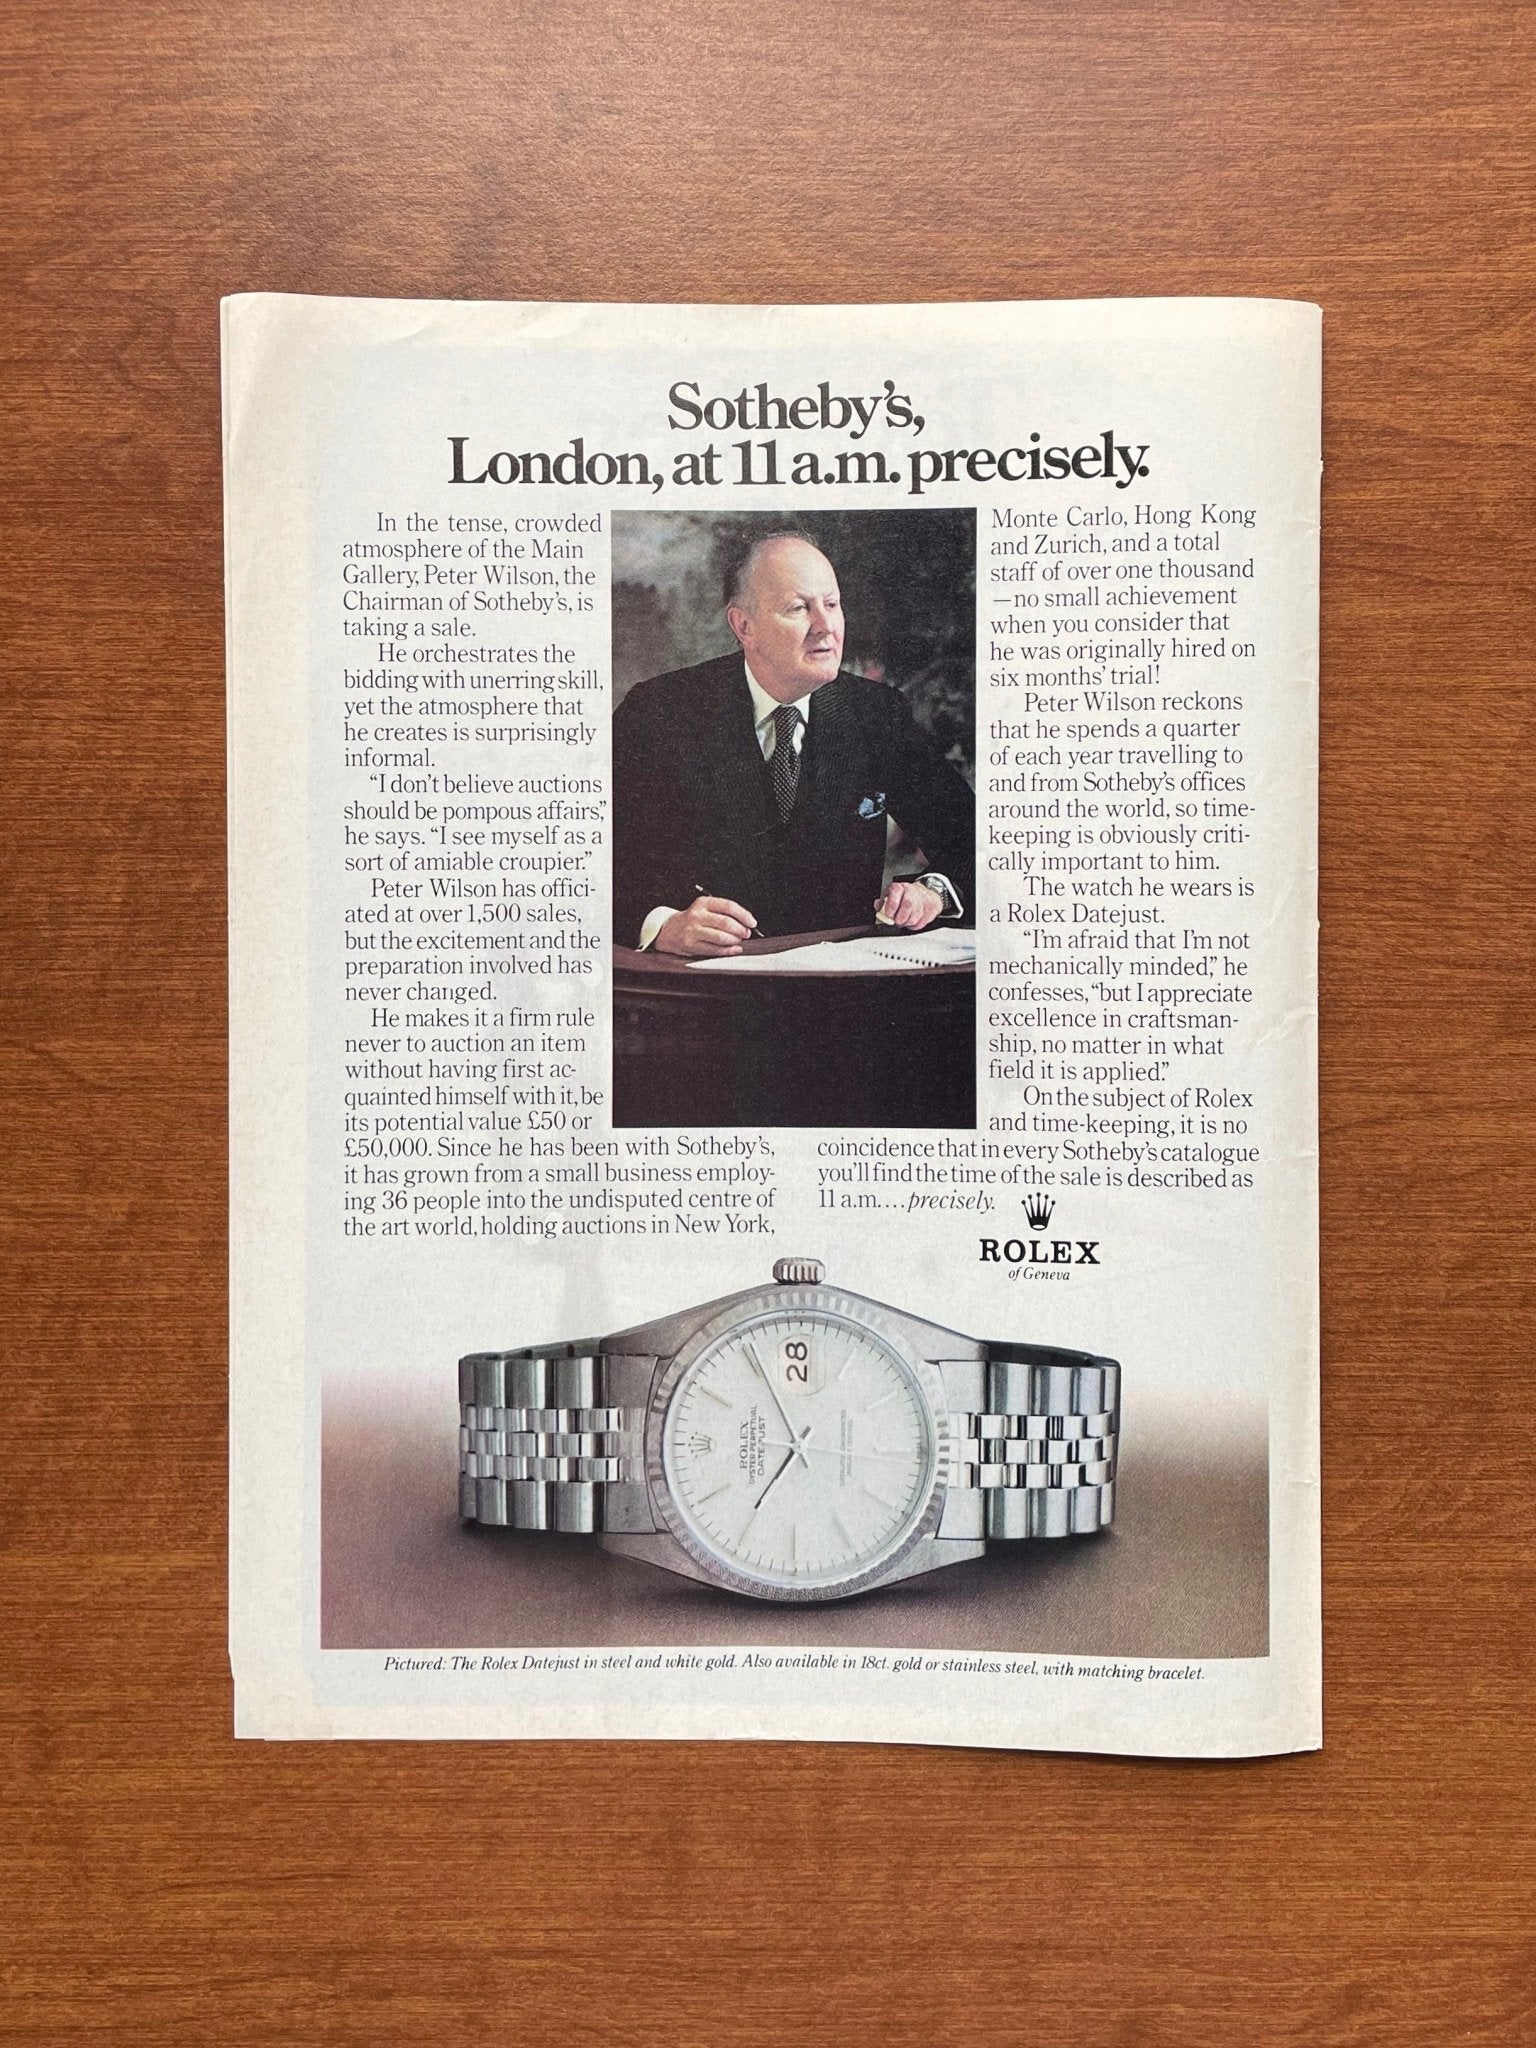 Sotheby's,
London, at 11 a.m. precisely.
In the tense, crowded
atmosphere of the Main
Gallery, Peter Wilson, the
Chairman of Sotheby's, is
taking a sale.
He orchestrates the
bidding with unerring skill,
yet the atmosphere that
he creates is surprisingly
informal.
“I don't believe auctions
should be pompous affairs,”
he says. “I see myself as a
sort of amiable croupier.”
Peter Wilson has offici-
ated at over 1,500 sales,
but the excitement and the
preparation involved has
never changed.
He makes it a firm rule
never to auction an item
without having first ac-
quainted himself with it, be
its potential value £50 or
£50,000. Since he has been with Sotheby's,
it has grown from a small business employ-
ing 36 people into the undisputed centre of
the art world, holding auctions in New York,
Monte Carlo, Hong Kong
and Zurich, and a total
staff of over one thousand
—no small achievement
when you consider that
he was originally hired on
six months' trial!
Peter Wilson reckons
that he spends a quarter
of each year travelling to
and from Sotheby's offices
around the world, so time-
keeping is obviously criti-
cally important to him.
The watch he wears is
a Rolex Datejust.
“I'm afraid that I'm not
mechanically minded,” he
confesses, “but I appreciate
excellence in craftsman-
ship, no matter in what
field it is applied.”
On the subject of Rolex
and time-keeping, it is no
coincidence that in every Sotheby's catalogue
you'll find the time of the sale is described as
11 a.m.... precisely.
ROLEX
of Geneva
28
ROLEX
OYSTER PERPETUAL
DATEJUST
Pictured: The Rolex Datejust in steel and white gold. Also available in 18ct. gold or stainless steel, with matching bracelet.